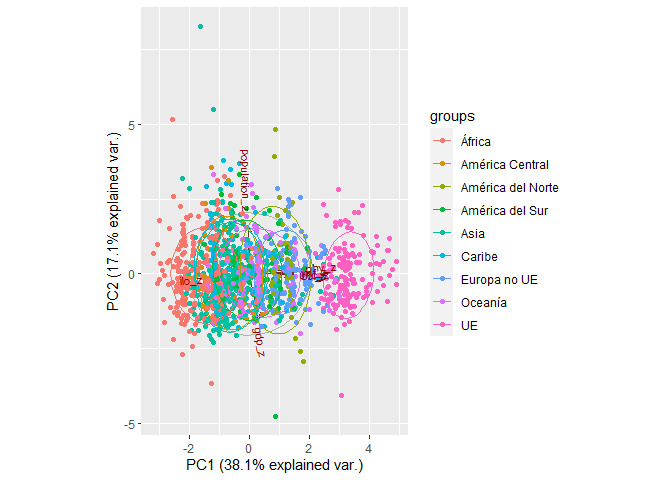 PC2 (17.1% explained var.)
5
0
-5
population_Z
gdp_Z
-2
0
2
4
PC1 (38.1% explained var.)
groups
África
América Central
América del Norte
América del Sur
Asia
Caribe
Europa no UE
Oceanía
UE